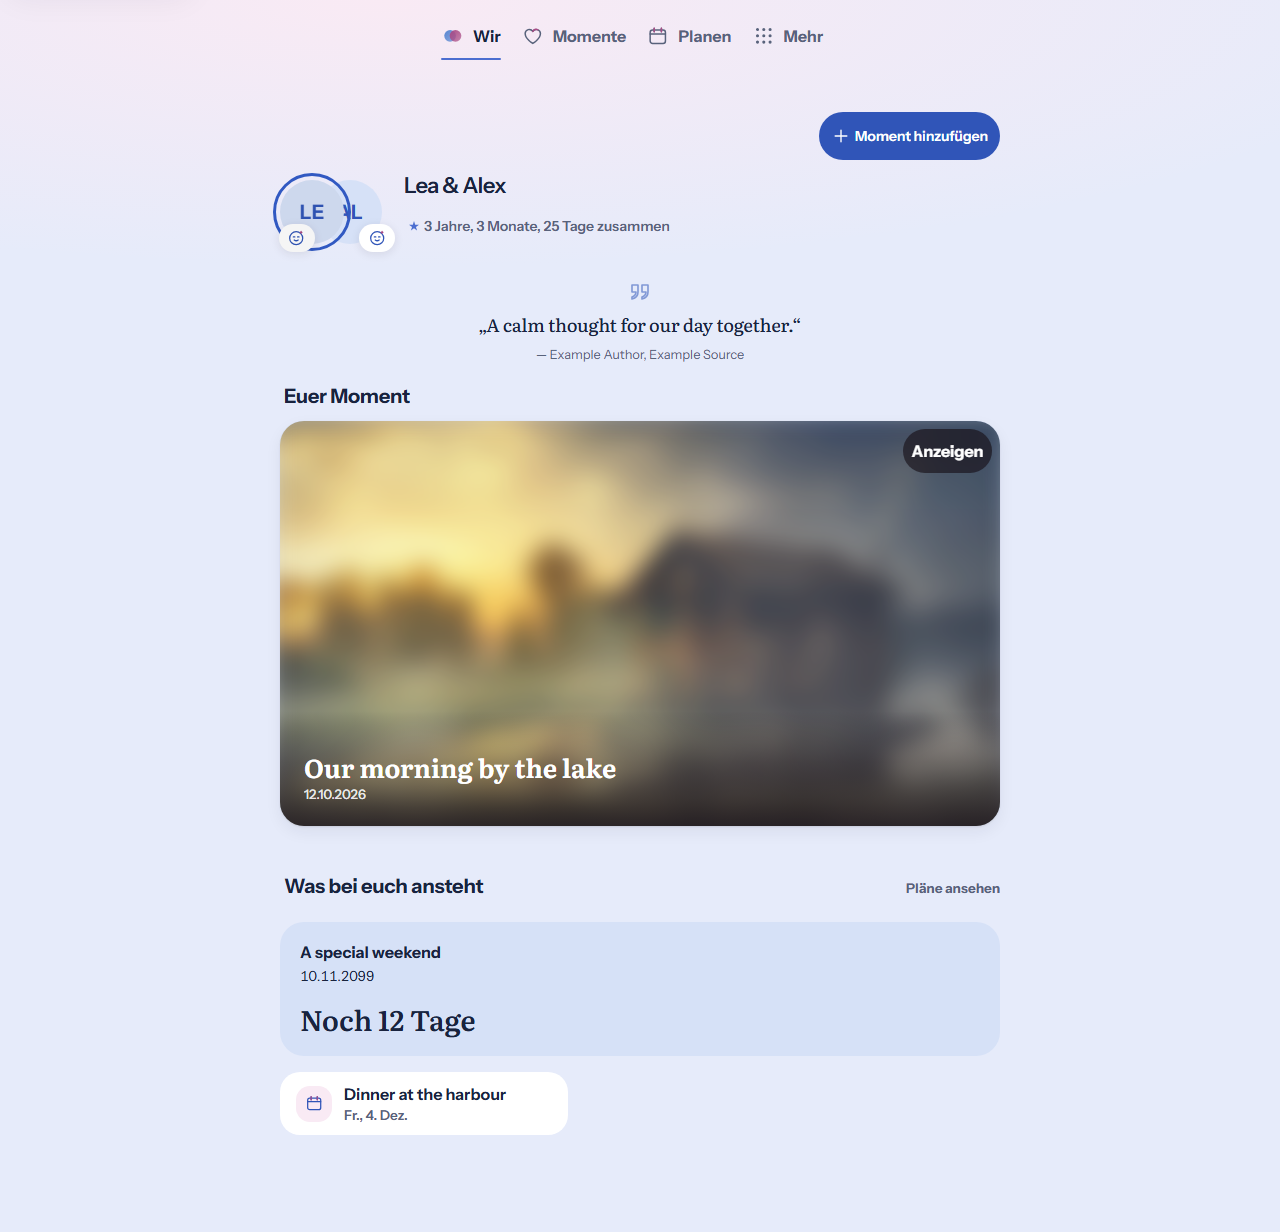 Wir Momente Planen Mehr
Moment hinzufügen
Lea & Alex
LE
3 Jahre, 3 Monate, 25 Tage zusammen
„A calm thought for our day together.“
— Example Author, Example Source
Euer Moment
Anzeigen
Our morning by the lake
12.10.2026
Was bei euch ansteht
Pläne ansehen
A special weekend
10.11.2099
Noch 12 Tage
Dinner at the harbour
Fr., 4. Dez.